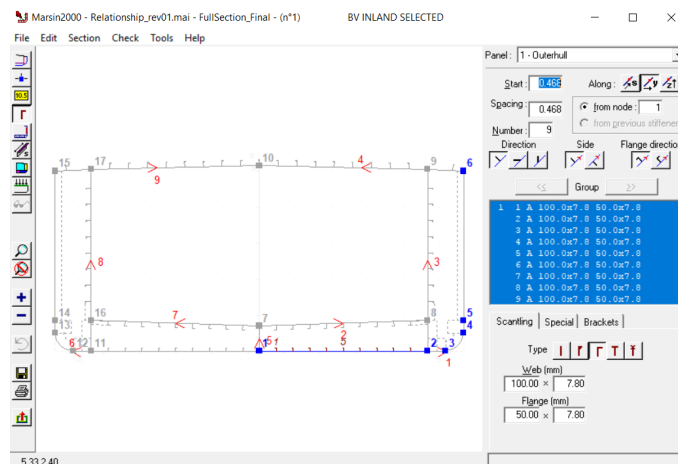 Marsin2000 - Relationship_rev01.mai - FullSection_Final - (n°1) BV INLAND SELECTED
File Edit Section Check Tools Help
Panel : 1 - Outerhull
Start : 0.468 Along : s y z↑
Spacing : 0.468 from node : 1
from previous stiffener
Number : 9
Direction Side Flange directio
<< Group >>
1 1 A 100.0x7.8 50.0x7.8
2 A 100.0x7.8 50.0x7.8
3 A 100.0x7.8 50.0x7.8
4 A 100.0x7.8 50.0x7.8
5 A 100.0x7.8 50.0x7.8
6 A 100.0x7.8 50.0x7.8
7 A 100.0x7.8 50.0x7.8
8 A 100.0x7.8 50.0x7.8
9 A 100.0x7.8 50.0x7.8
Scantling Special Brackets
Type
Web (mm)
100.00 × 7.80
Flange (mm)
50.00 × 7.80
10.5
15 17 10 4 9 6
9
8 3
14 16 7 7 2 8 5
13 4
6 12 11 5 1 1 2 3
1
5.33 2.40